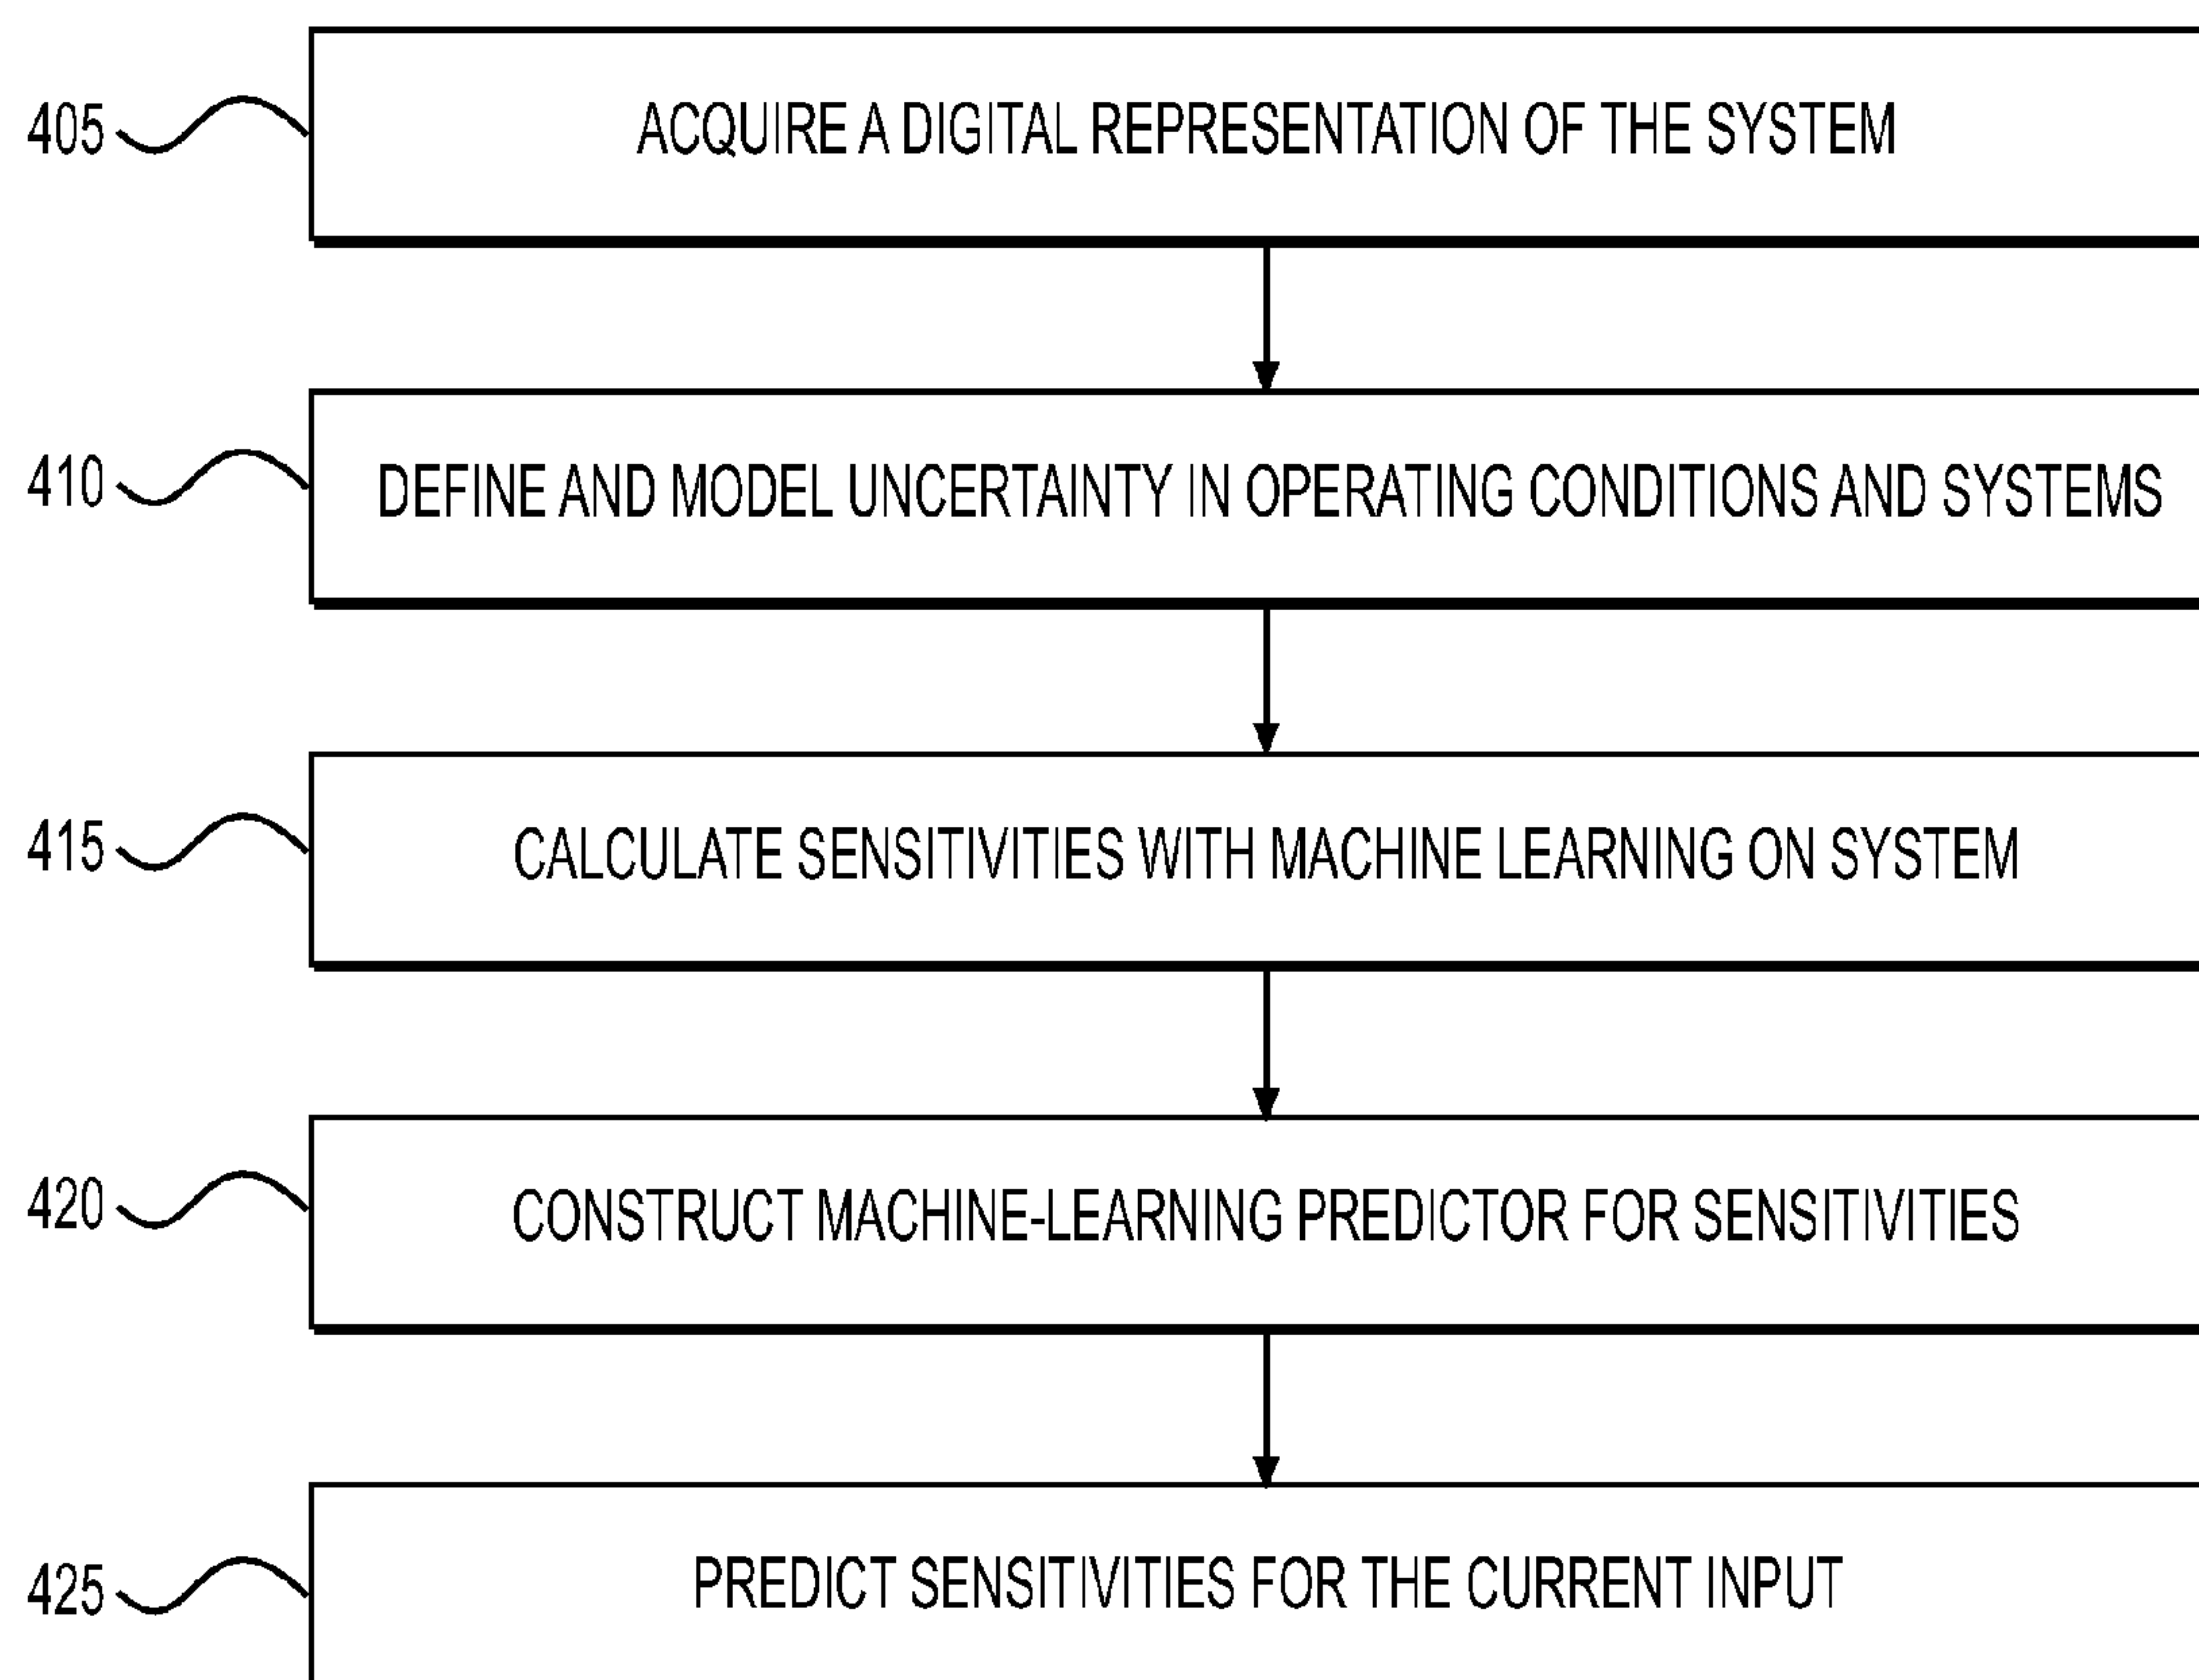 405 ACQUIRE A DIGITAL REPRESENTATION OF THE SYSTEM
410 DEFINE AND MODEL UNCERTAINTY IN OPERATING CONDITIONS AND SYSTEMS
415 CALCULATE SENSITIVITIES WITH MACHINE LEARNING ON SYSTEM
420 CONSTRUCT MACHINE-LEARNING PREDICTOR FOR SENSITIVITIES
425 PREDICT SENSITIVITIES FOR THE CURRENT INPUT